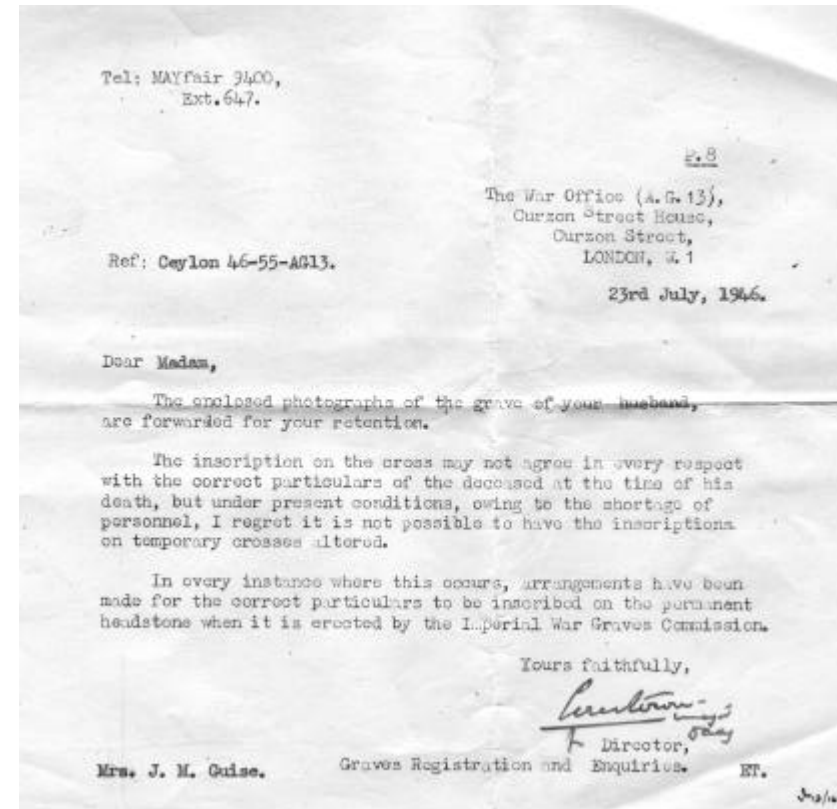 Tel: MAYfair 9400,
Ext.647.
P.8
The War Office (A.G.13),
Curzon Street House,
Curzon Street,
LONDON, W.1
Ref: Ceylon 46-55-AG13.
23rd July, 1946.
Dear Madam,
The enclosed photographs of the grave of your husband,
are forwarded for your retention.
The inscription on the cross may not agree in every respect
with the correct particulars of the deceased at the time of his
death, but under present conditions, owing to the shortage of
personnel, I regret it is not possible to have the inscriptions
on temporary crosses altered.
In every instance where this occurs, arrangements have been
made for the correct particulars to be inscribed on the permanent
headstone when it is erected by the Imperial War Graves Commission.
Yours faithfully,
Director,
Mrs. J. M. Guise.
Graves Registration and Enquiries.
ET.